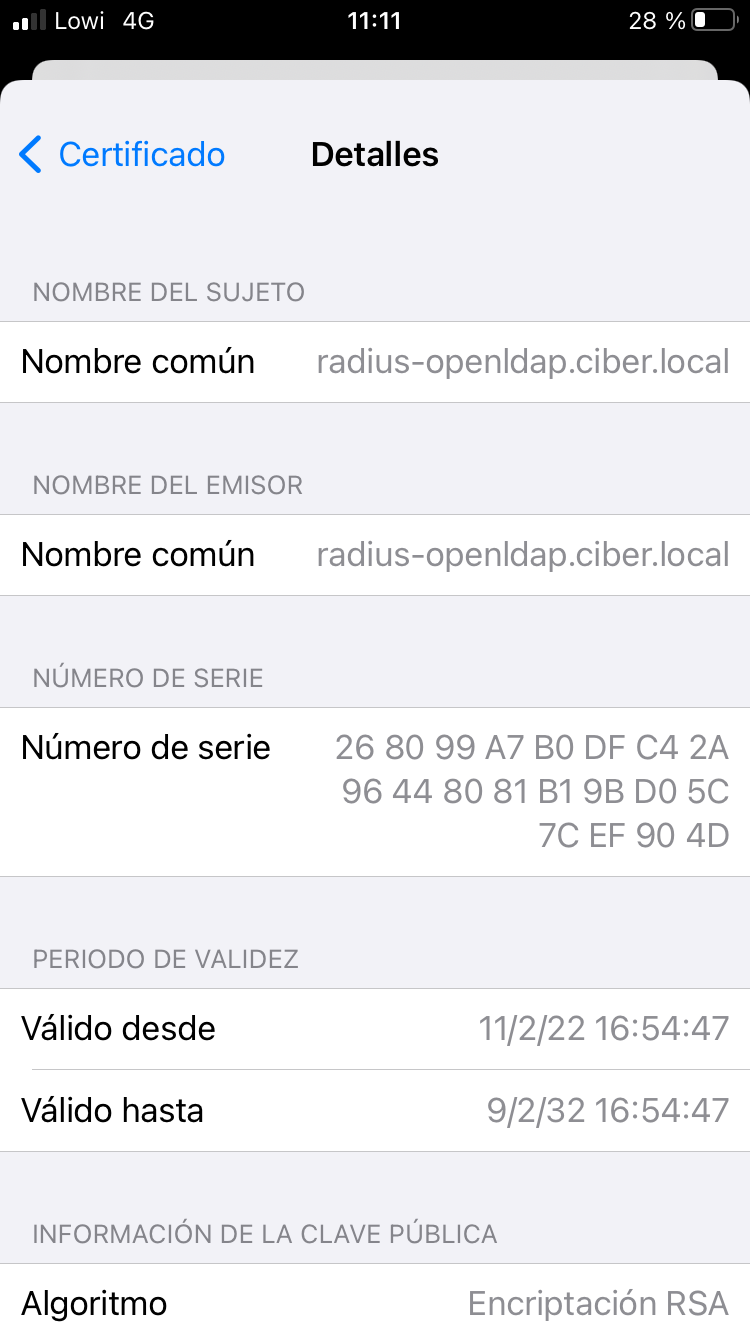 Lowi 4G 11:11 28 %
Certificado Detalles
NOMBRE DEL SUJETO
Nombre común radius-openldap.ciber.local
NOMBRE DEL EMISOR
Nombre común radius-openldap.ciber.local
NÚMERO DE SERIE
Número de serie 26 80 99 A7 B0 DF C4 2A
96 44 80 81 B1 9B D0 5C
7C EF 90 4D
PERIODO DE VALIDEZ
Válido desde 11/2/22 16:54:47
Válido hasta 9/2/32 16:54:47
INFORMACIÓN DE LA CLAVE PÚBLICA
Algoritmo Encriptación RSA